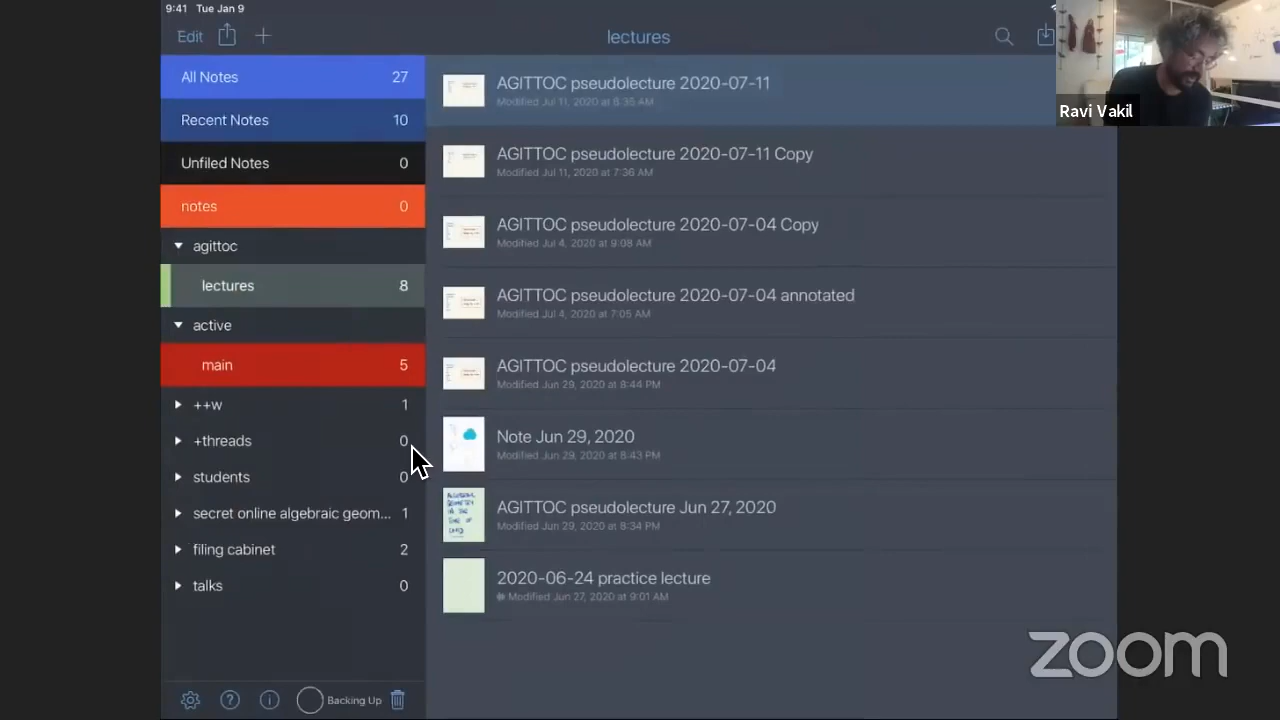 9:41 Tue Jan 9
Edit
lectures
All Notes 27
Recent Notes 10
Unfiled Notes 0
notes 0
agittoc
lectures 8
active
main 5
++w 1
+threads 0
students 0
secret online algebraic geom... 1
filing cabinet 2
talks 0
Backing Up
AGITTOC pseudolecture 2020-07-11
Modified Jul 11, 2020 at 8:35 AM
AGITTOC pseudolecture 2020-07-11 Copy
Modified Jul 11, 2020 at 7:36 AM
AGITTOC pseudolecture 2020-07-04 Copy
Modified Jul 4, 2020 at 9:08 AM
AGITTOC pseudolecture 2020-07-04 annotated
Modified Jul 4, 2020 at 7:05 AM
AGITTOC pseudolecture 2020-07-04
Modified Jun 29, 2020 at 8:44 PM
Note Jun 29, 2020
Modified Jun 29, 2020 at 8:43 PM
ALGEBRAIC
GEOMETRY
IN THE
TIME OF
COVID
AGITTOC pseudolecture Jun 27, 2020
Modified Jun 29, 2020 at 8:34 PM
2020-06-24 practice lecture
Modified Jun 27, 2020 at 9:01 AM
Ravi Vakil
zoom